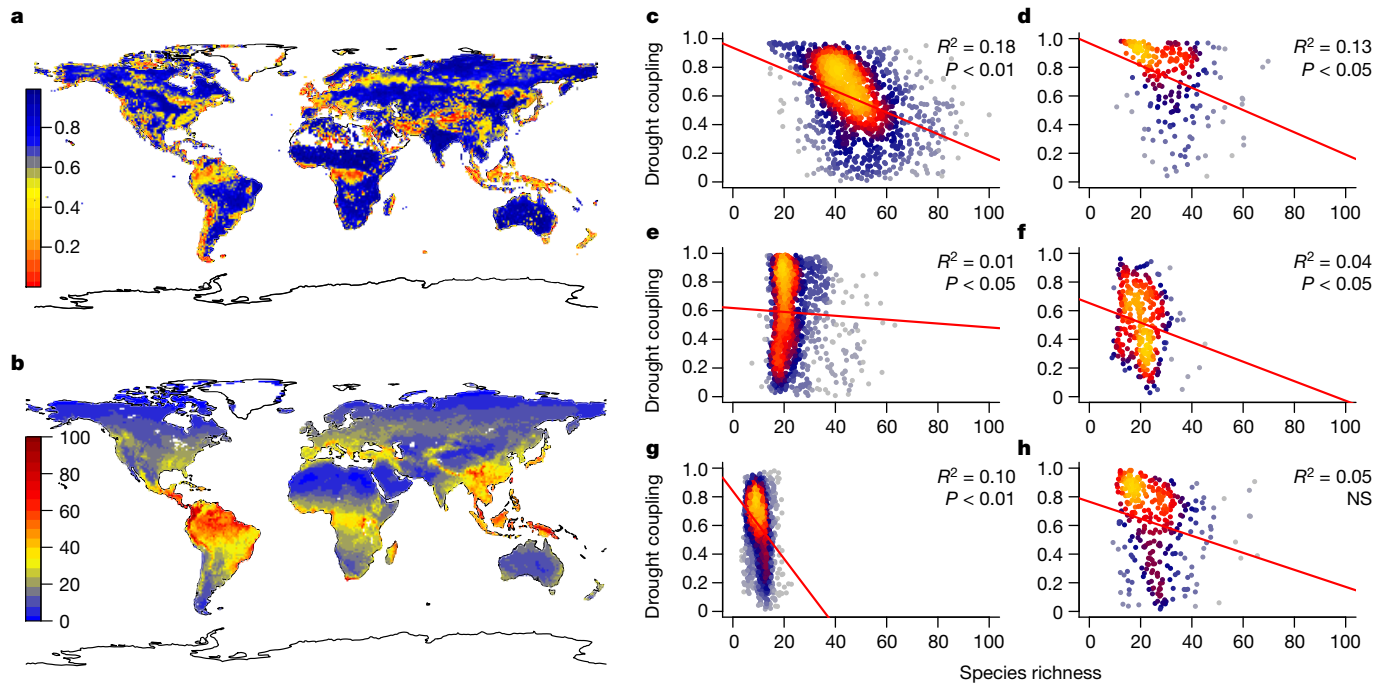 a
0.8
0.6
0.4
0.2
b
100
80
60
40
20
0
c
Drought coupling
1.0
0.8
0.6
0.4
0.2
0
R² = 0.18
P < 0.01
0 20 40 60 80 100
d
1.0
0.8
0.6
0.4
0.2
0
R² = 0.13
P < 0.05
0 20 40 60 80 100
e
Drought coupling
1.0
0.8
0.6
0.4
0.2
0
R² = 0.01
P < 0.05
0 20 40 60 80 100
f
1.0
0.8
0.6
0.4
0.2
0
R² = 0.04
P < 0.05
0 20 40 60 80 100
g
Drought coupling
1.0
0.8
0.6
0.4
0.2
0
R² = 0.10
P < 0.01
0 20 40 60 80 100
h
1.0
0.8
0.6
0.4
0.2
0
R² = 0.05
NS
0 20 40 60 80 100
Species richness